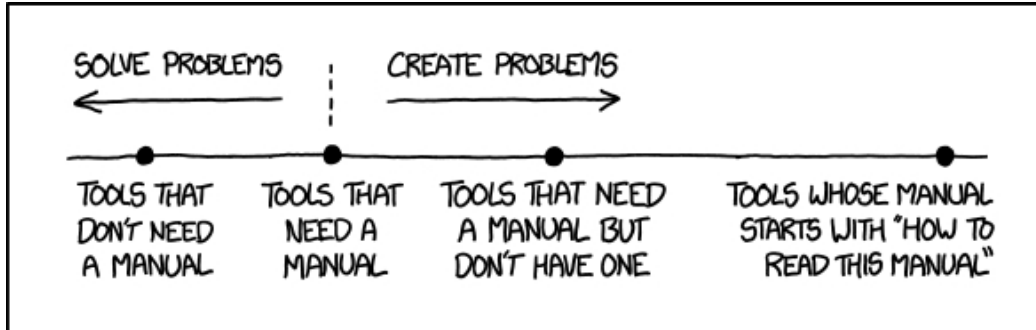 SOLVE PROBLEMS
CREATE PROBLEMS
TOOLS THAT
DON'T NEED
A MANUAL
TOOLS THAT
NEED A
MANUAL
TOOLS THAT NEED
A MANUAL BUT
DON'T HAVE ONE
TOOLS WHOSE MANUAL
STARTS WITH "HOW TO
READ THIS MANUAL"